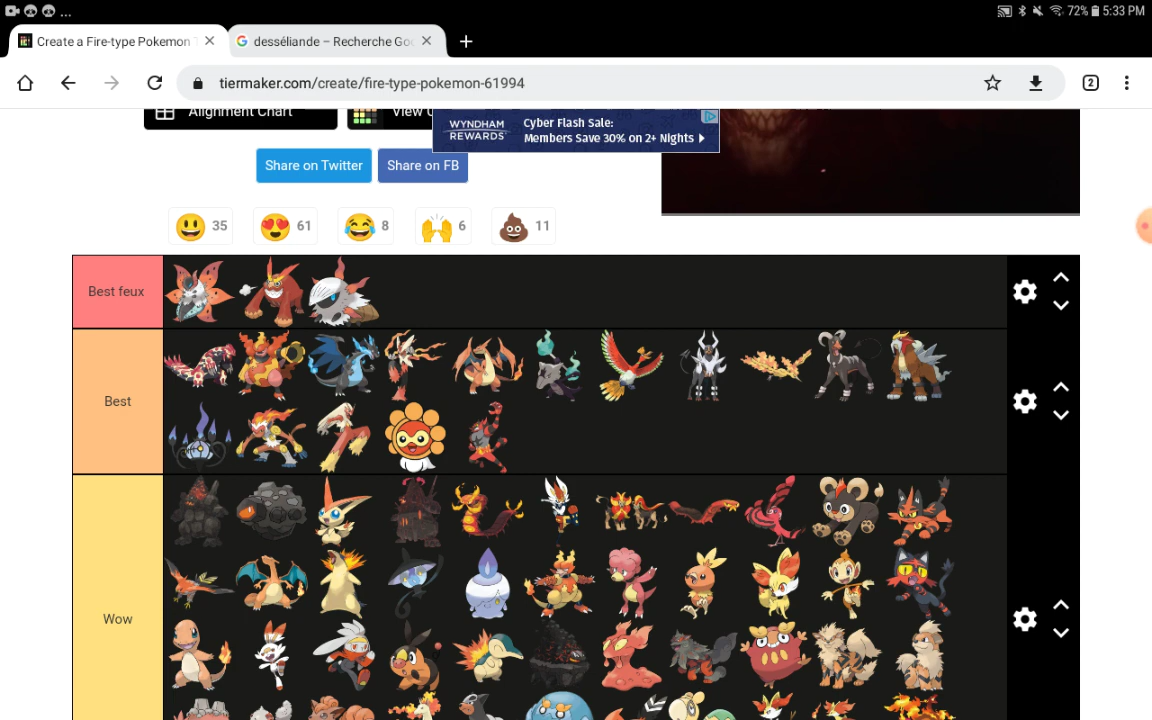 ...
72% 5:33 PM
Create a Fire-type Pokemon
desséliande – Recherche Goo
tiermaker.com/create/fire-type-pokemon-61994
2
Alignment Chart
View
WYNDHAM
REWARDS
Cyber Flash Sale:
Members Save 30% on 2+ Nights
Share on Twitter
Share on FB
35
61
8
6
11
Best feux
Best
Wow